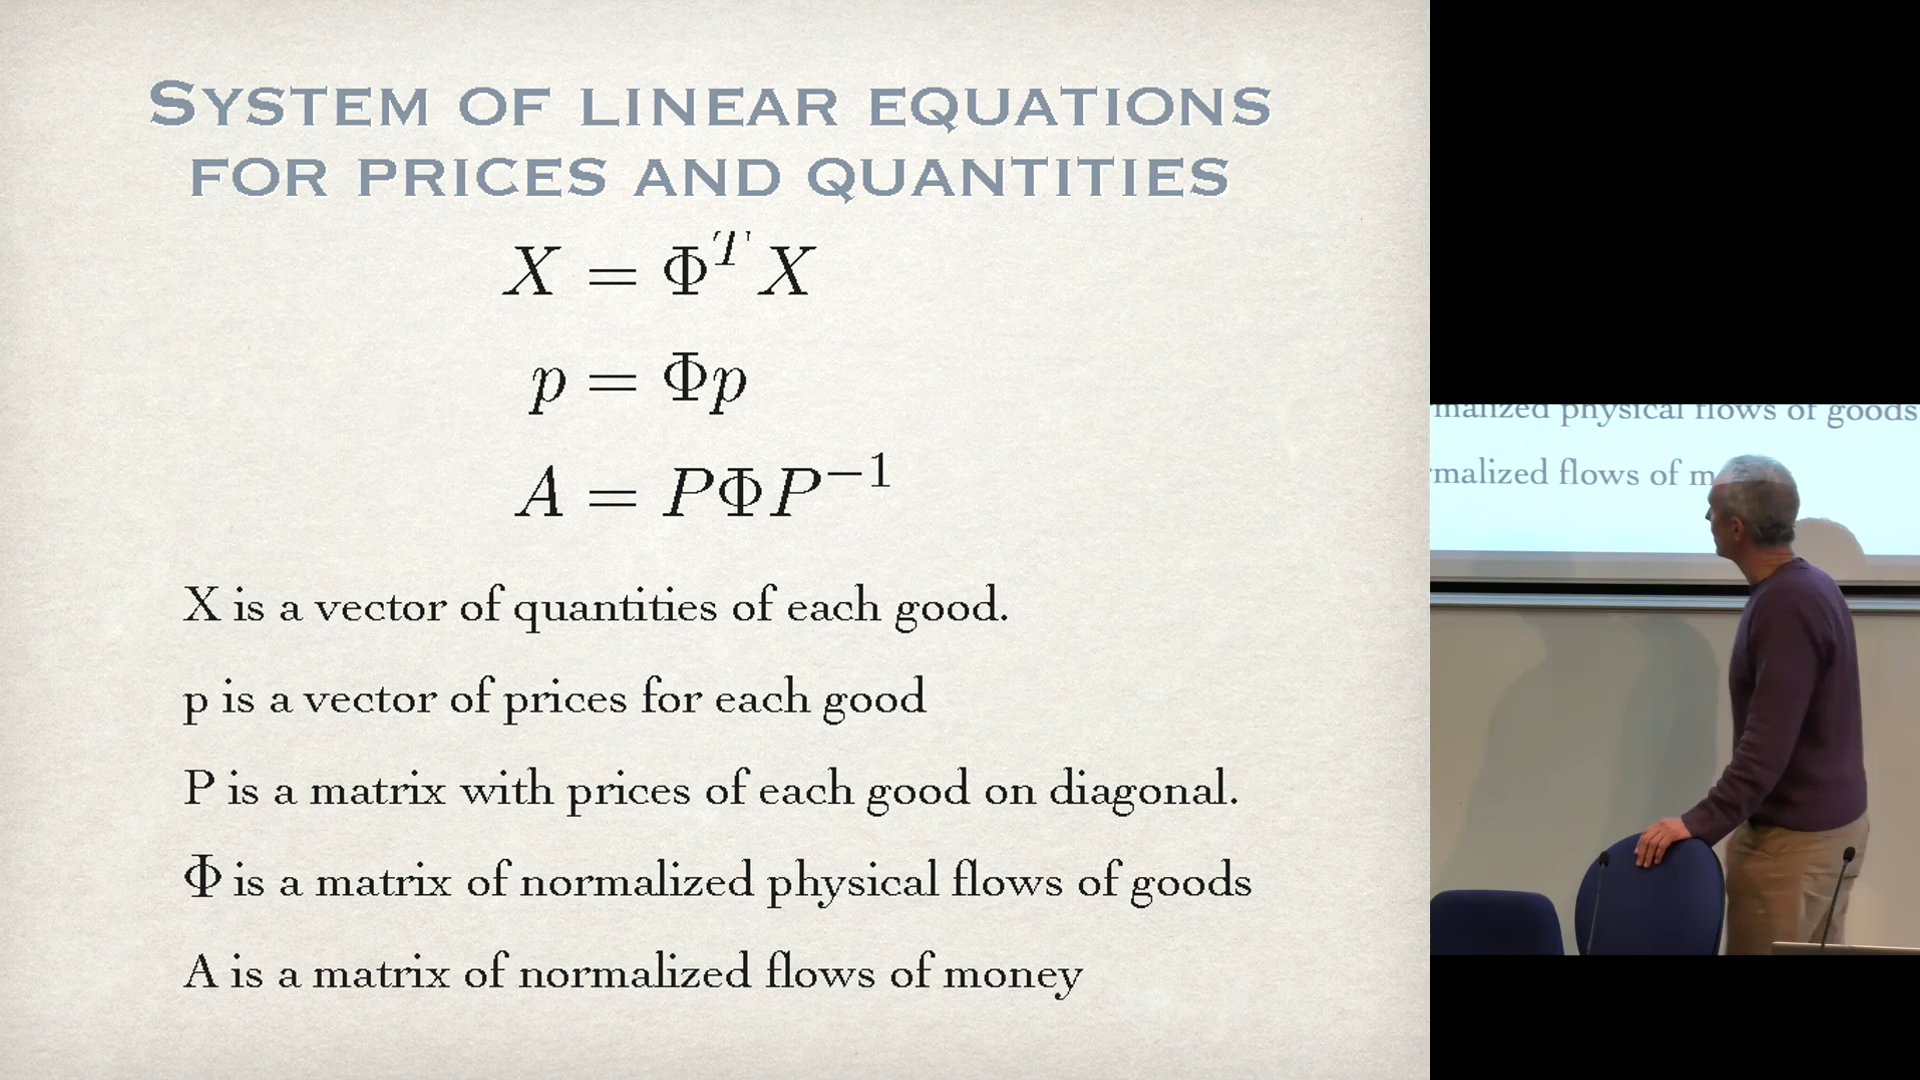 SYSTEM OF LINEAR EQUATIONS
FOR PRICES AND QUANTITIES
X = Φ^T X
p = Φp
A = PΦP^{-1}
X is a vector of quantities of each good.
p is a vector of prices for each good
P is a matrix with prices of each good on diagonal.
Φ is a matrix of normalized physical flows of goods
A is a matrix of normalized flows of money
physical flows of goods
flows of